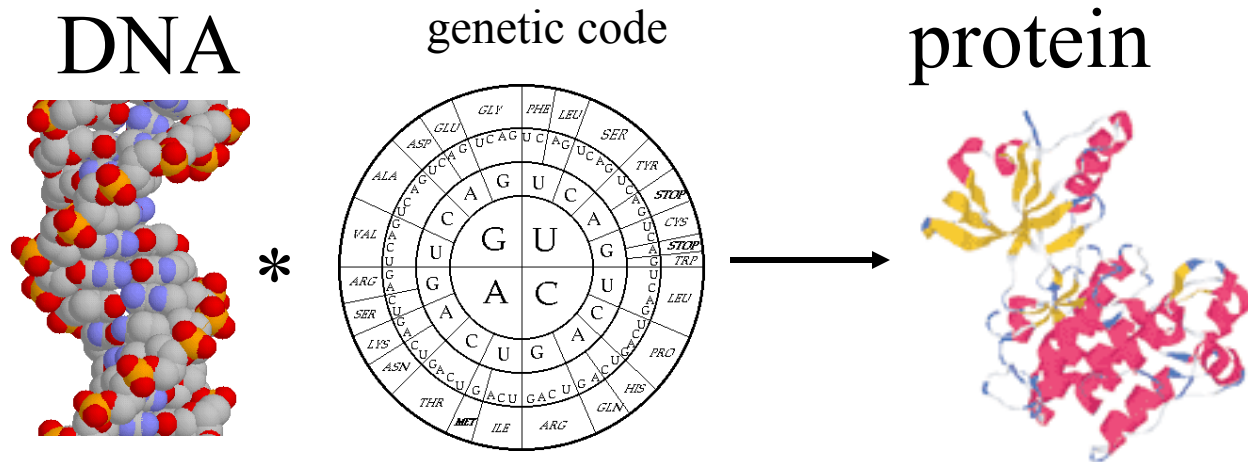 DNA
genetic code
protein
*
G U
A C
U C A G U C A G U C A G U C A G
U C A G U C A G U C A G U C A G U C A G U C A G U C A G U C A G U C A G U C A G U C A G U C A G U C A G U C A G U C A G U C A G
PHE
LEU
SER
TYR
STOP
CYS
STOP
TRP
LEU
PRO
HIS
GLN
ARG
ILE
MET
THR
ASN
LYS
SER
ARG
VAL
ALA
ASP
GLU
GLY